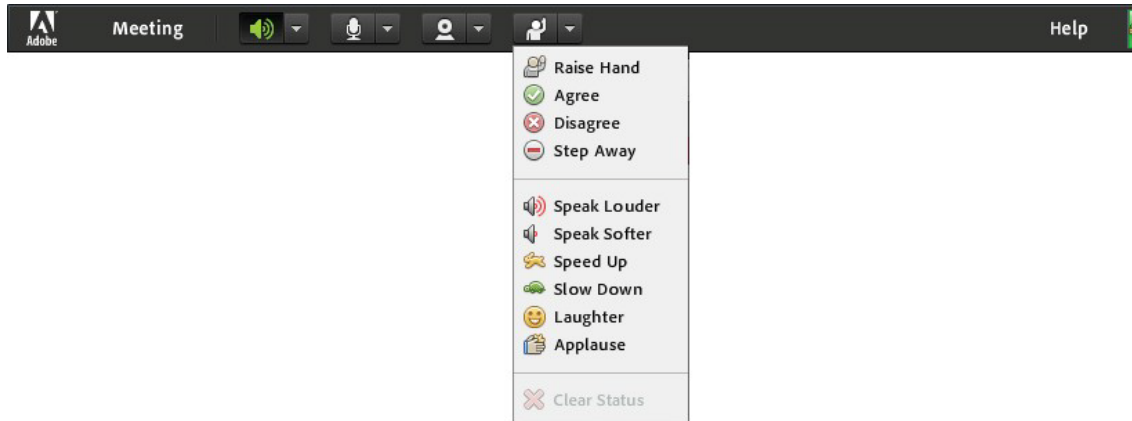 Adobe
Meeting
Help
Raise Hand
Agree
Disagree
Step Away
Speak Louder
Speak Softer
Speed Up
Slow Down
Laughter
Applause
Clear Status